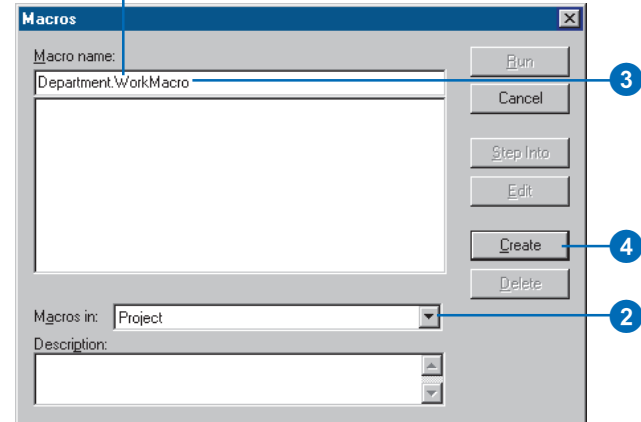 Macros
Macro name:
Department.WorkMacro
3
Run
Cancel
Step Into
Edit
Create
4
Delete
Macros in:
Project
2
Description: